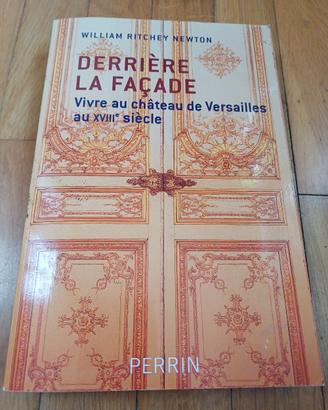 WILLIAM RITCHEY NEWTON
DERRIÈRE
LA FAÇADE
Vivre au château de Versailles
au XVIIIe siècle
PERRIN